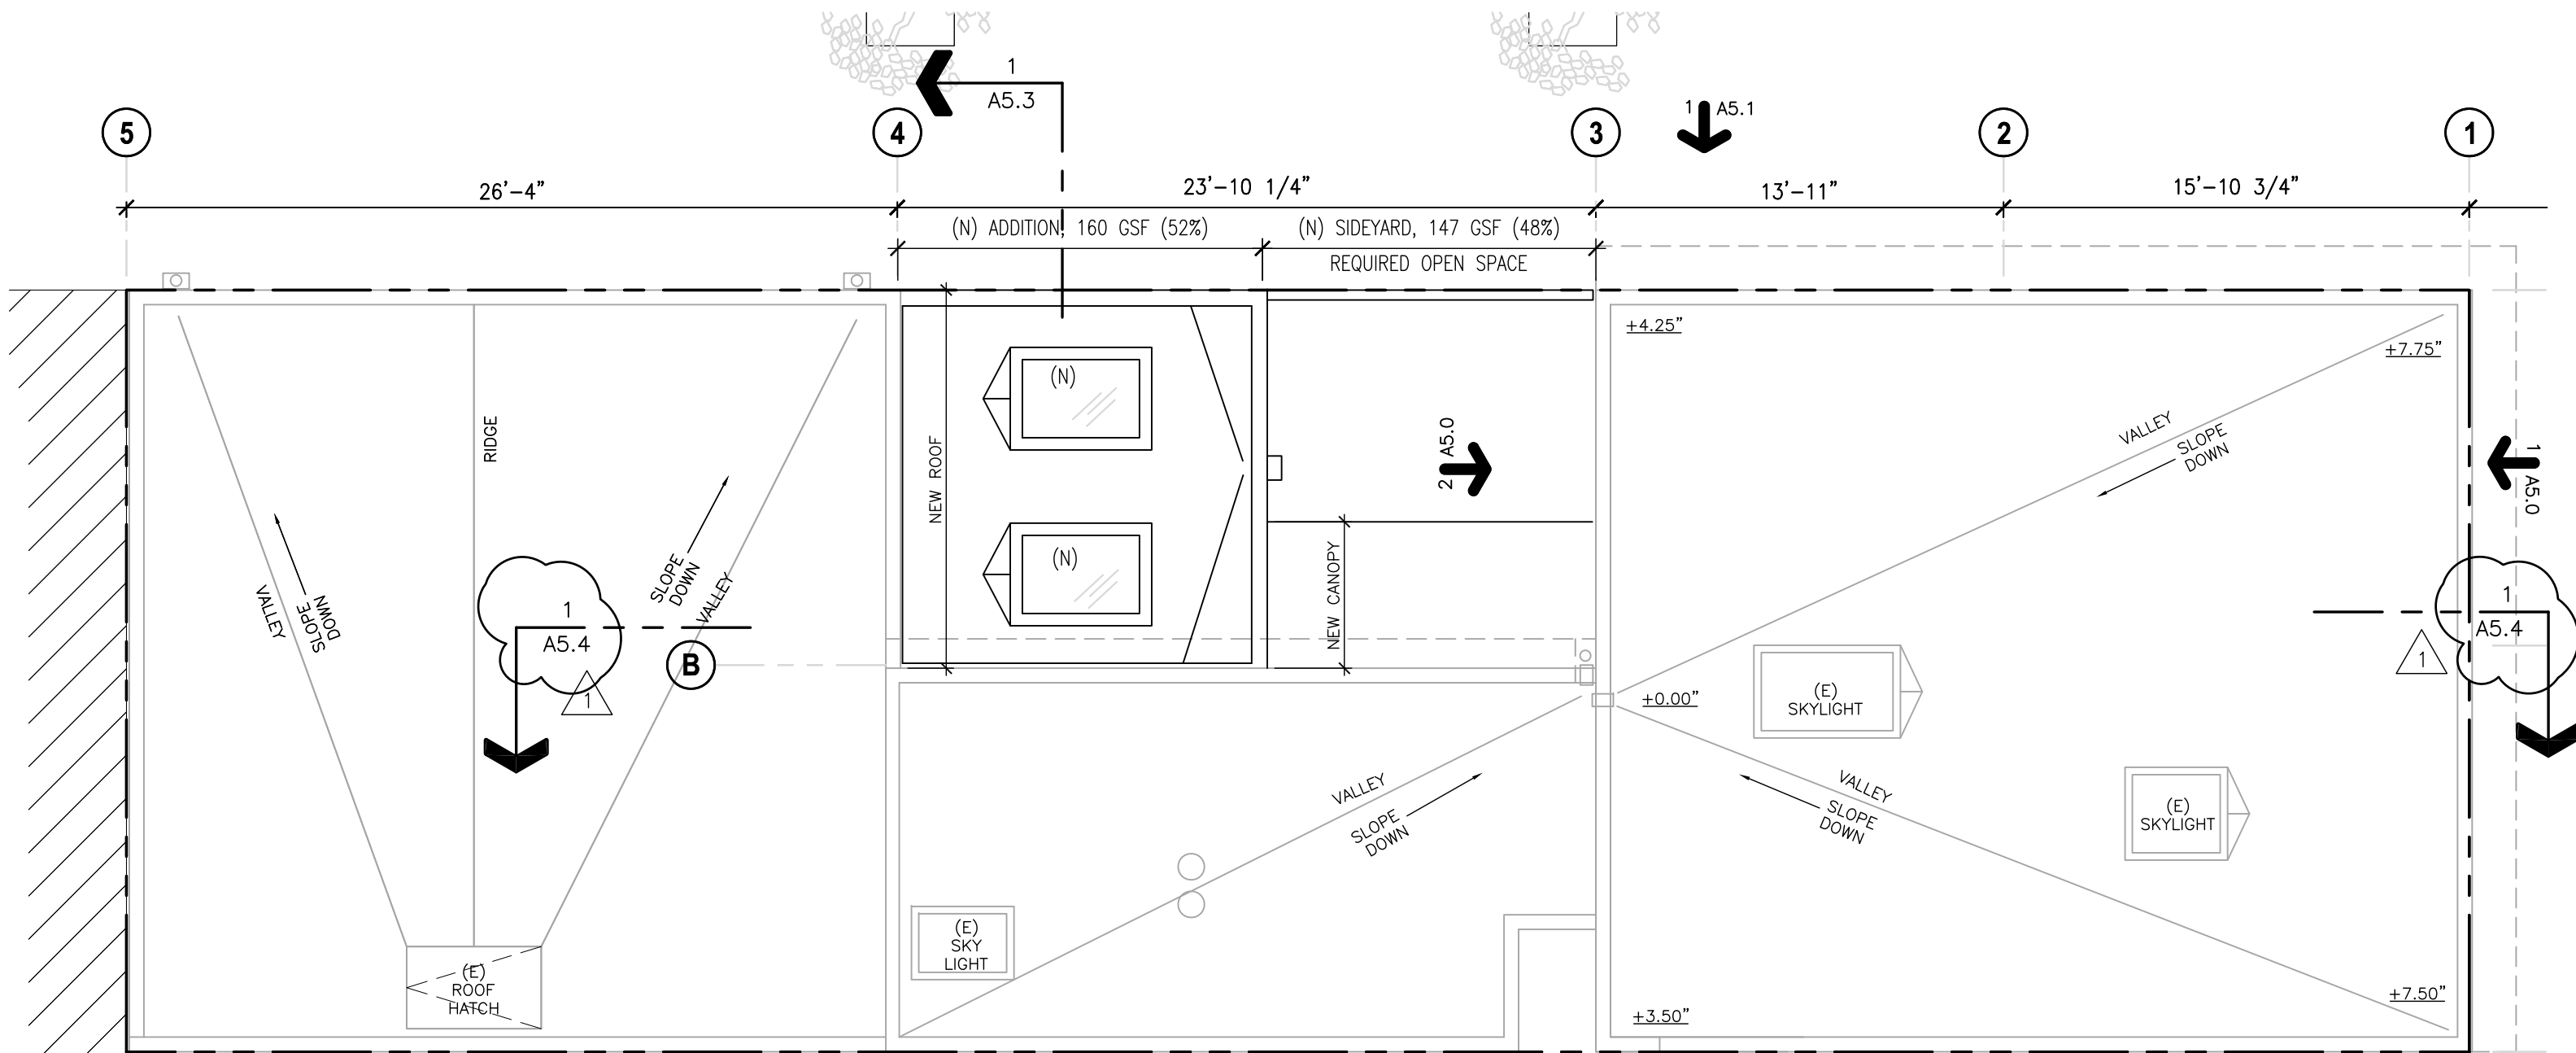 1
A5.3
1 A5.1
5
4
3
2
1
26'-4"
23'-10 1/4"
13'-11"
15'-10 3/4"
(N) ADDITION, 160 GSF (52%)
(N) SIDEYARD, 147 GSF (48%)
REQUIRED OPEN SPACE
+4.25"
+7.75"
(N)
RIDGE
NEW ROOF
2 A5.0
VALLEY
SLOPE
DOWN
1 A5.0
(N)
NEW CANOPY
VALLEY
SLOPE
DOWN
SLOPE
DOWN
VALLEY
1
A5.4
1
B
1
A5.4
1
+0.00"
(E)
SKYLIGHT
VALLEY
SLOPE
DOWN
VALLEY
SLOPE
DOWN
(E)
SKYLIGHT
(E)
SKY
LIGHT
(E)
ROOF
HATCH
+3.50"
+7.50"